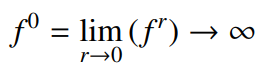 f⁰ = lim (fʳ) → ∞
r→0